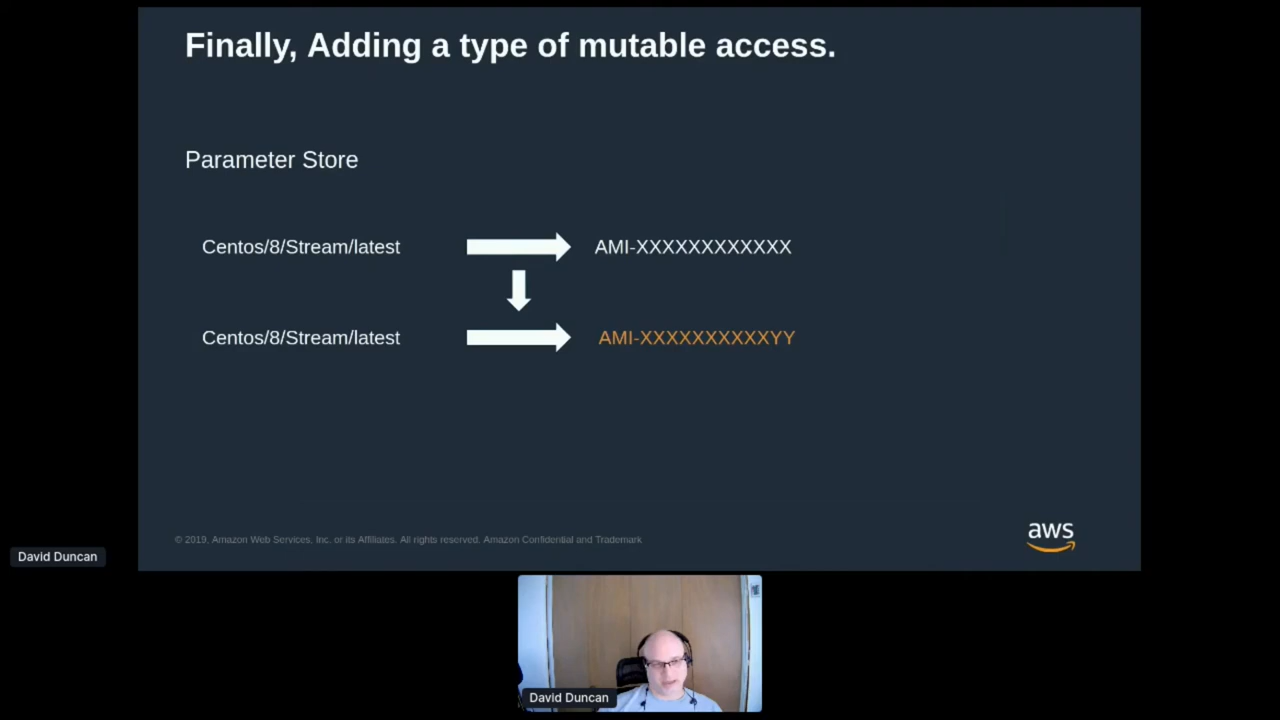 Finally, Adding a type of mutable access.
Parameter Store
Centos/8/Stream/latest AMI-XXXXXXXXXXXX
Centos/8/Stream/latest AMI-XXXXXXXXXXYY
© 2019, Amazon Web Services, Inc. or its Affiliates. All rights reserved. Amazon Confidential and Trademark
aws
David Duncan
David Duncan